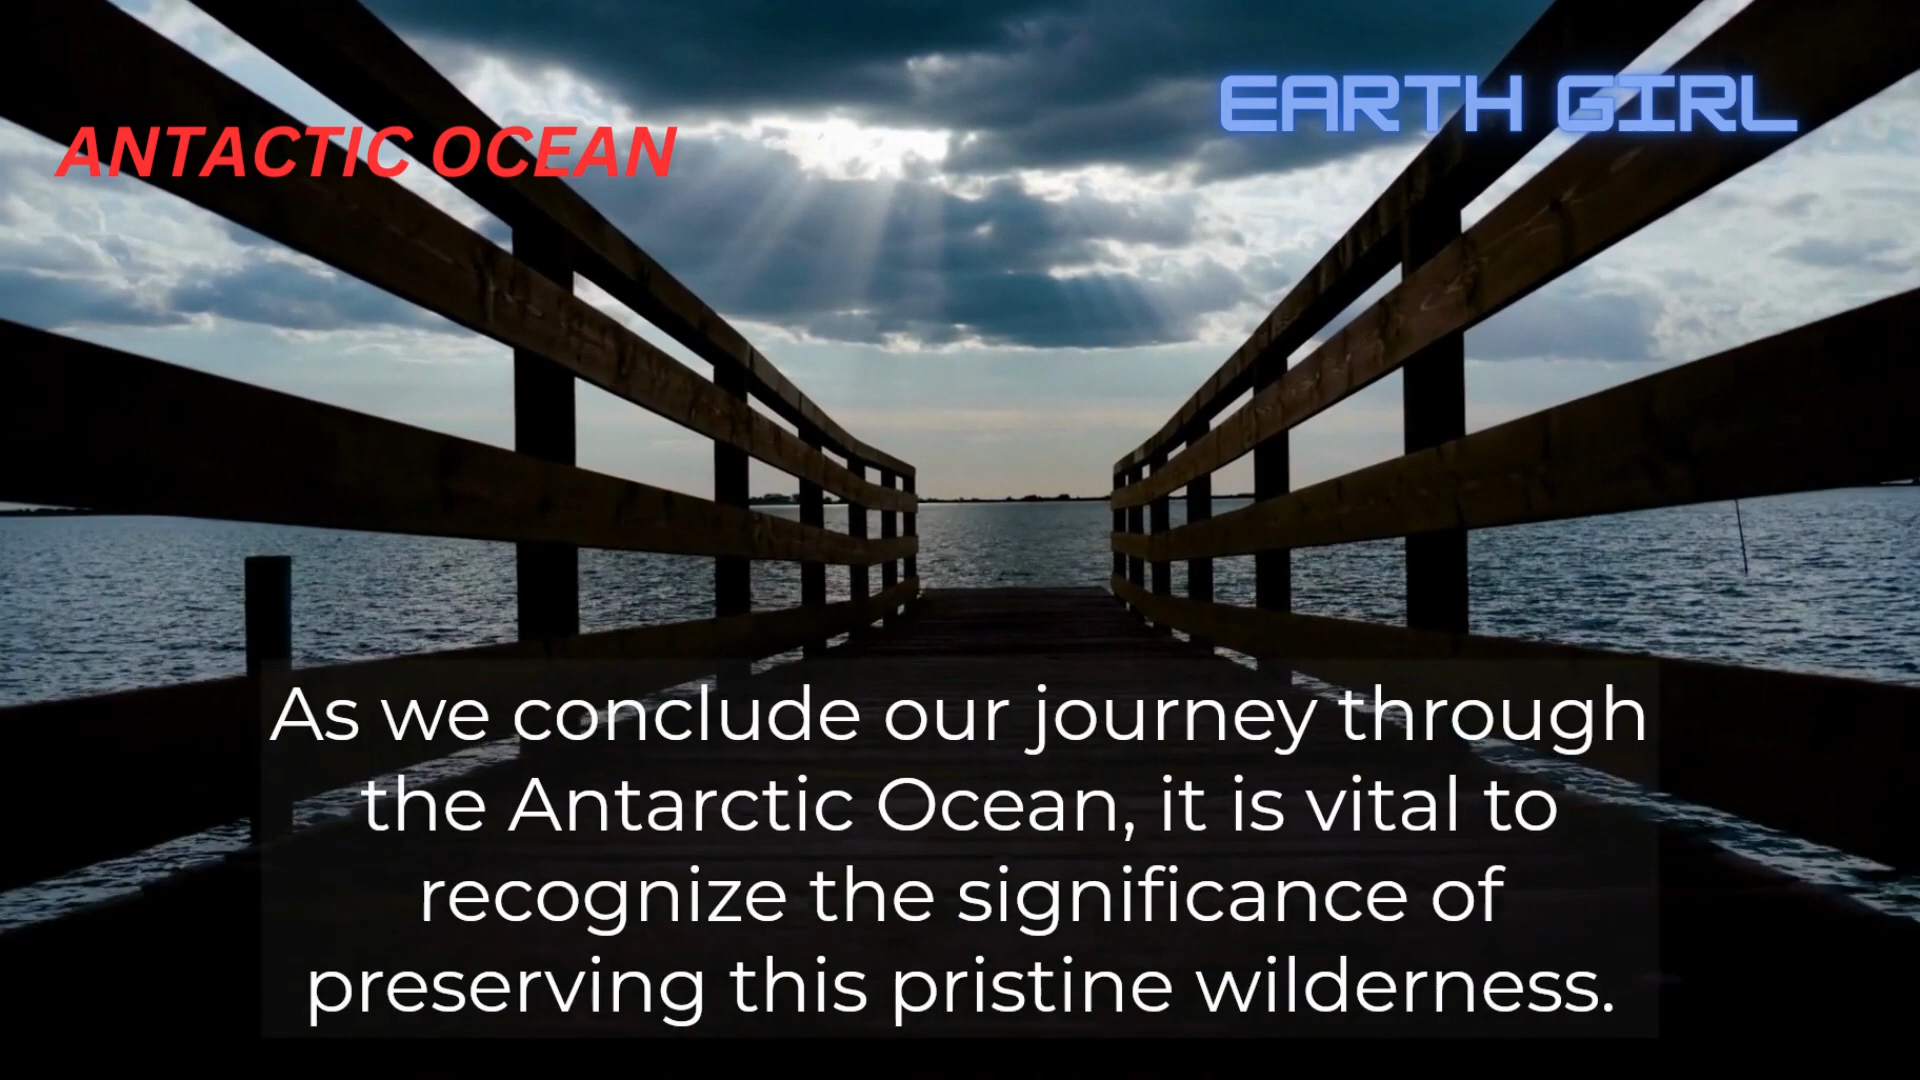 EARTH GIRL
ANTACTIC OCEAN
As we conclude our journey through
the Antarctic Ocean, it is vital to
recognize the significance of
preserving this pristine wilderness.